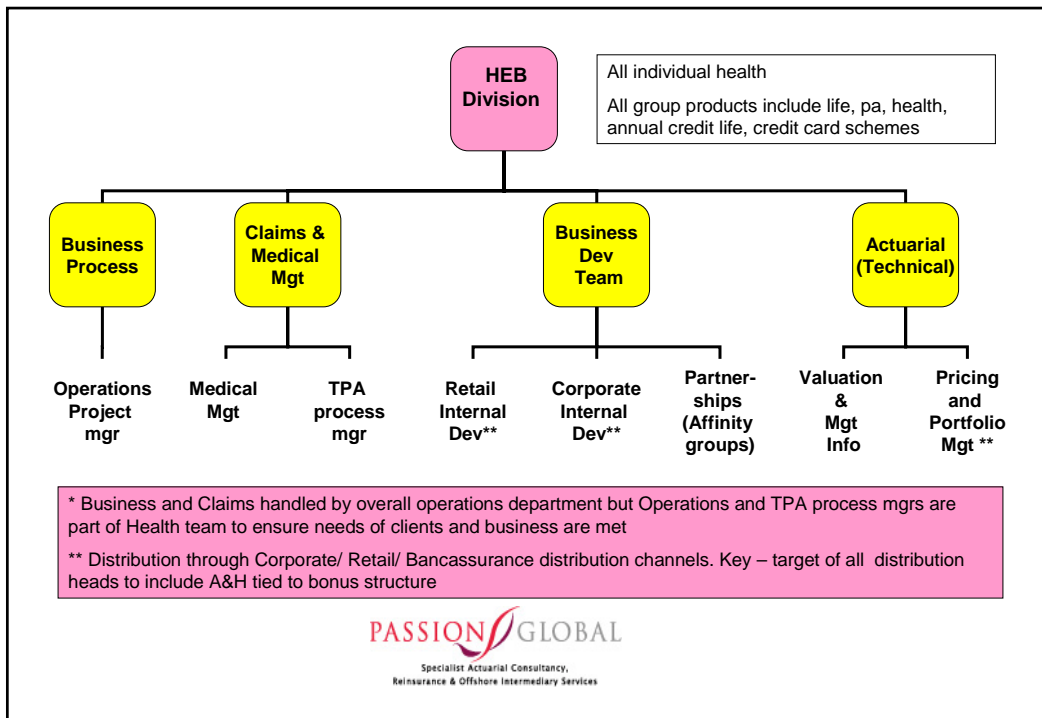 HEB
Division
All individual health
All group products include life, pa, health,
annual credit life, credit card schemes
Business
Process
Claims &
Medical
Mgt
Business
Dev
Team
Actuarial
(Technical)
Operations
Project
mgr
Medical
Mgt
TPA
process
mgr
Retail
Internal
Dev**
Corporate
Internal
Dev**
Partner-
ships
(Affinity
groups)
Valuation
&
Mgt
Info
Pricing
and
Portfolio
Mgt **
* Business and Claims handled by overall operations department but Operations and TPA process mgrs are
part of Health team to ensure needs of clients and business are met
** Distribution through Corporate/ Retail/ Bancassurance distribution channels. Key – target of all distribution
heads to include A&H tied to bonus structure
PASSION GLOBAL
Specialist Actuarial Consultancy,
Reinsurance & Offshore Intermediary Services